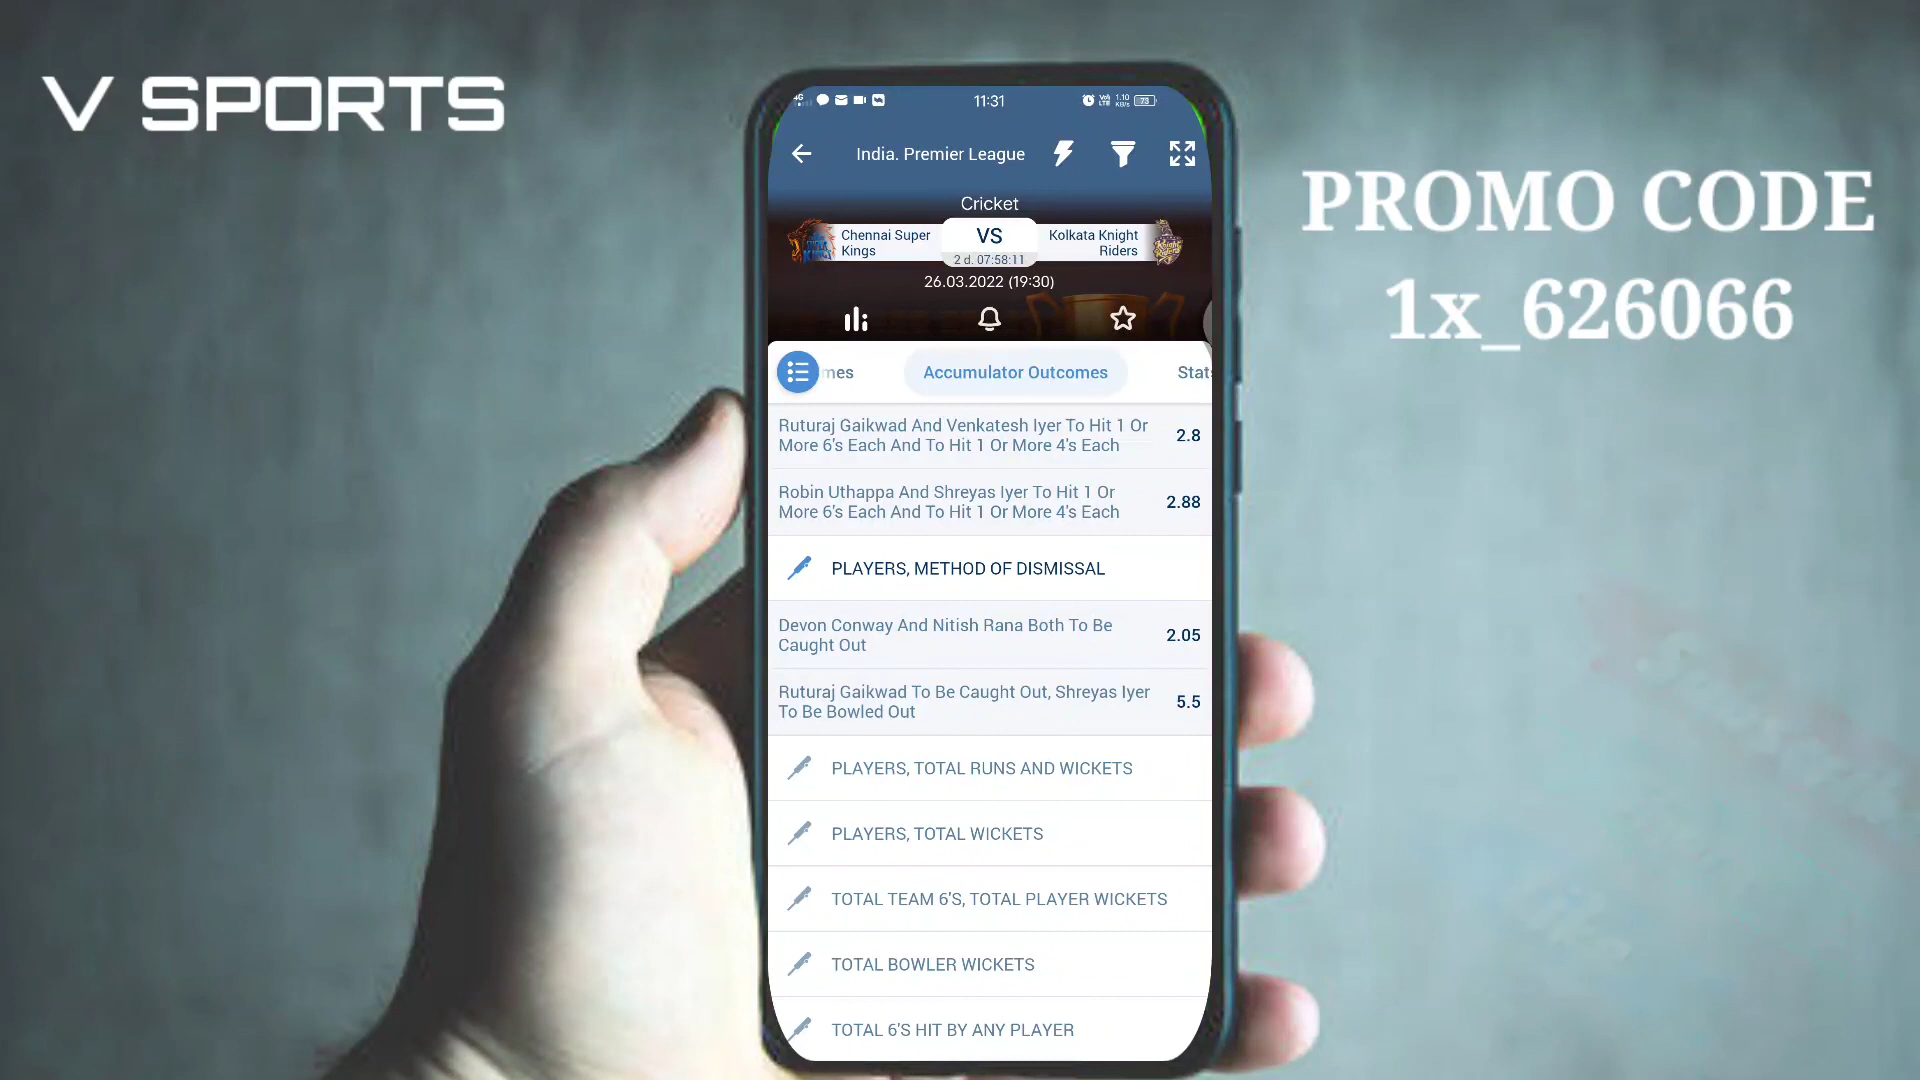 V SPORTS
PROMO CODE
1x_626066
4G
11:31
1.10
KB/s
73
India. Premier League
Cricket
Chennai Super
Kings
VS
Kolkata Knight
Riders
2 d. 07:58:11
26.03.2022 (19:30)
mes
Accumulator Outcomes
Stat
Ruturaj Gaikwad And Venkatesh Iyer To Hit 1 Or
More 6's Each And To Hit 1 Or More 4's Each
2.8
Robin Uthappa And Shreyas Iyer To Hit 1 Or
More 6's Each And To Hit 1 Or More 4's Each
2.88
PLAYERS, METHOD OF DISMISSAL
Devon Conway And Nitish Rana Both To Be
Caught Out
2.05
Ruturaj Gaikwad To Be Caught Out, Shreyas Iyer
To Be Bowled Out
5.5
PLAYERS, TOTAL RUNS AND WICKETS
PLAYERS, TOTAL WICKETS
TOTAL TEAM 6'S, TOTAL PLAYER WICKETS
TOTAL BOWLER WICKETS
TOTAL 6'S HIT BY ANY PLAYER